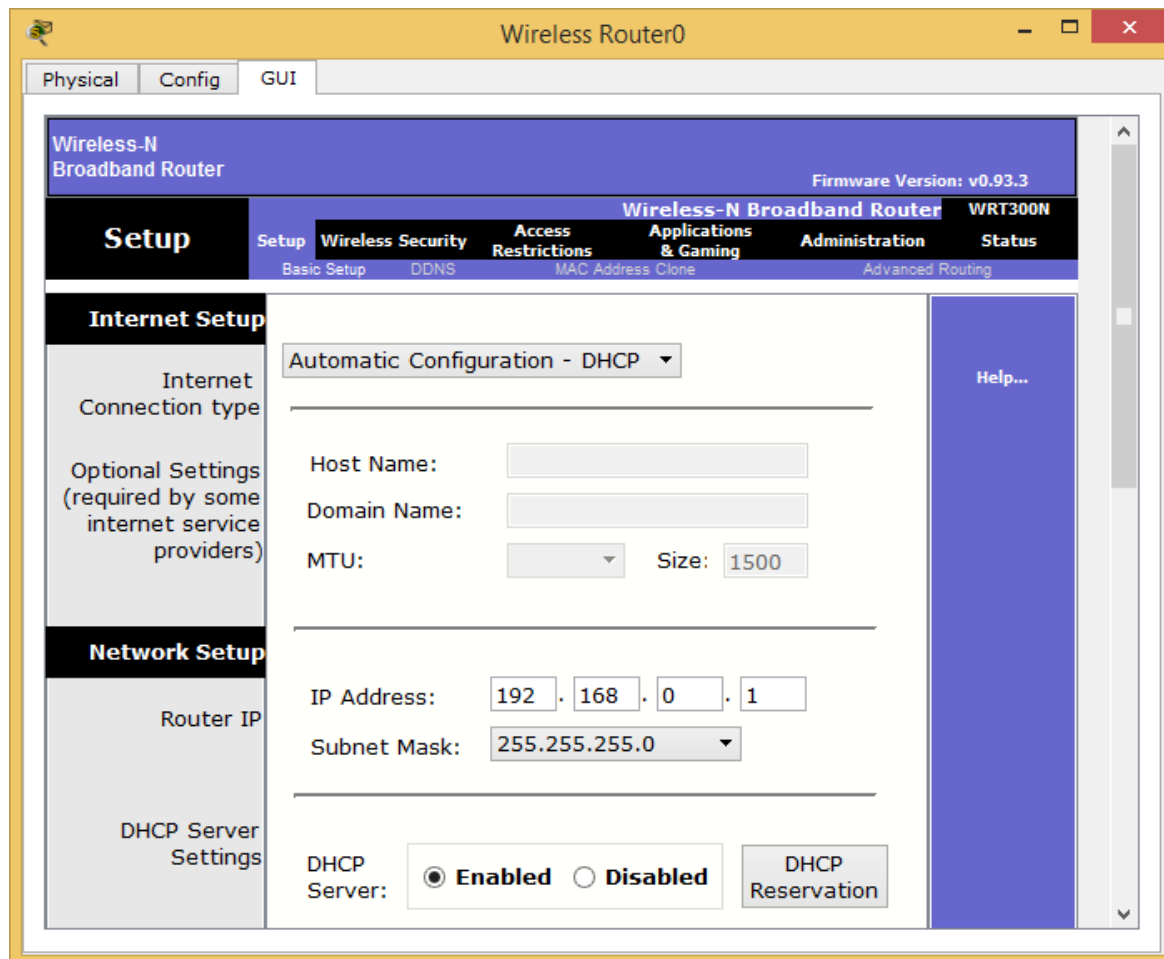 Wireless Router0
Physical Config GUI
Wireless-N
Broadband Router
Firmware Version: v0.93.3
Wireless-N Broadband Router WRT300N
Setup
Setup Wireless Security Access Restrictions Applications & Gaming Administration Status
Basic Setup DDNS MAC Address Clone Advanced Routing
Internet Setup
Automatic Configuration - DHCP
Internet
Connection type
Help...
Optional Settings
(required by some
internet service
providers)
Host Name:
Domain Name:
MTU: Size: 1500
Network Setup
Router IP
IP Address: 192 . 168 . 0 . 1
Subnet Mask: 255.255.255.0
DHCP Server
Settings
DHCP
Server:
Enabled Disabled
DHCP
Reservation